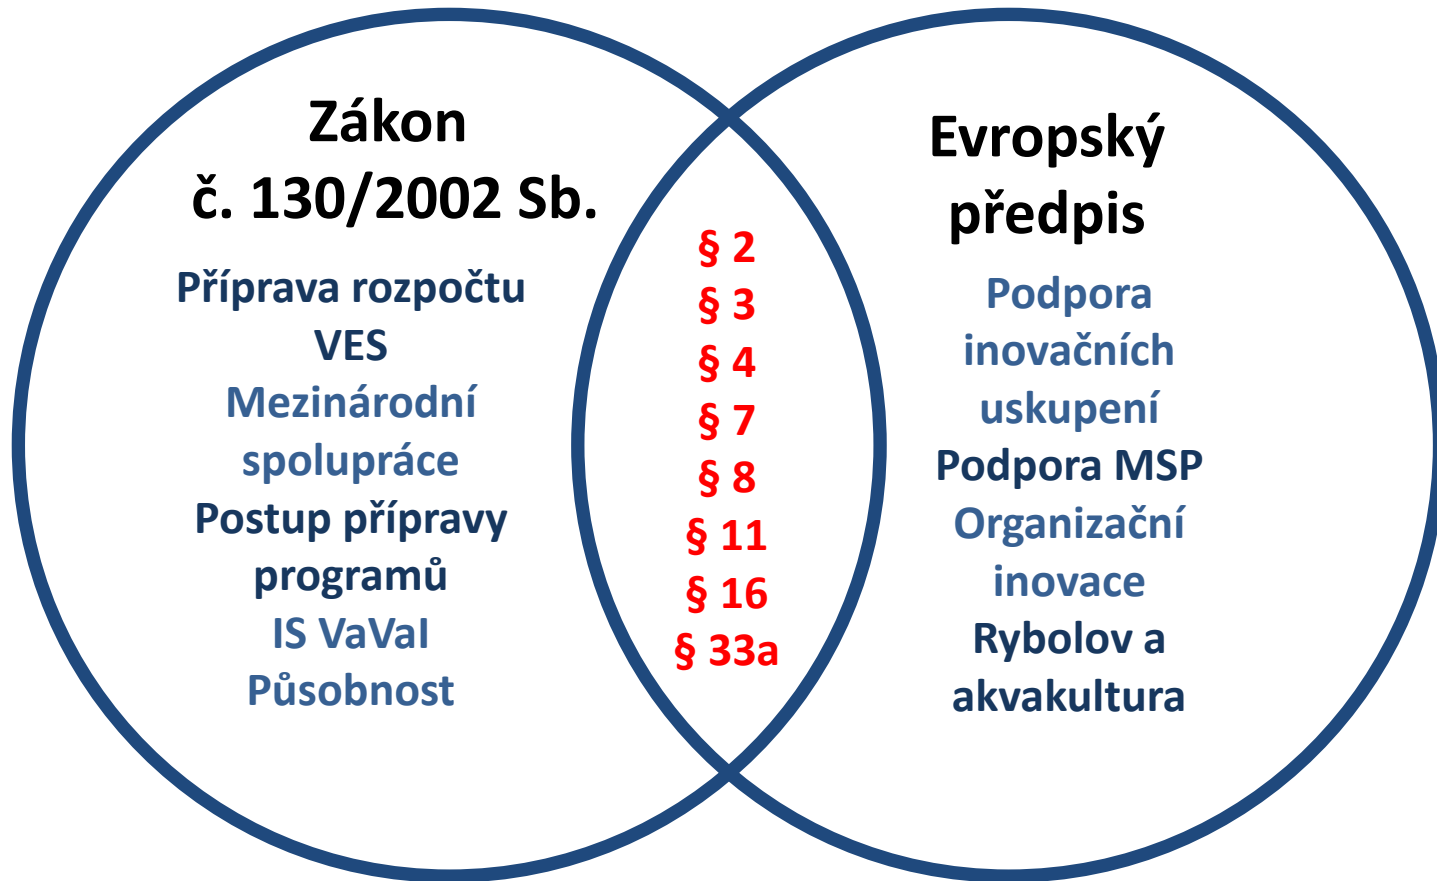 Zákon
č. 130/2002 Sb.
Příprava rozpočtu
VES
Mezinárodní
spolupráce
Postup přípravy
programů
IS VaVaI
Působnost
§ 2
§ 3
§ 4
§ 7
§ 8
§ 11
§ 16
§ 33a
Evropský
předpis
Podpora
inovačních
uskupení
Podpora MSP
Organizační
inovace
Rybolov a
akvakultura